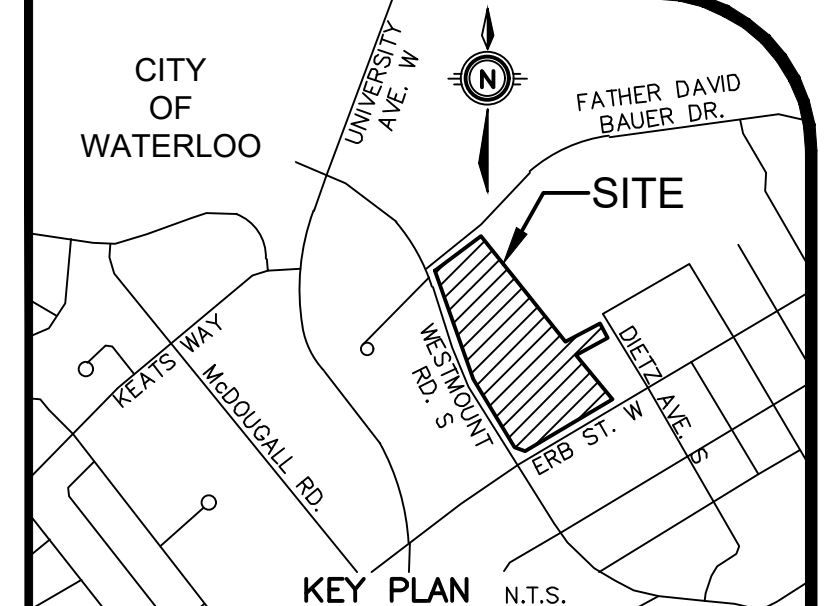 CITY
OF
WATERLOO
UNIVERSITY
AVE. W
N
FATHER DAVID
BAUER DR.
SITE
KEATS WAY
McDOUGALL RD.
WESTMOUNT
RD. S
DIETZ AVE. S
ERB ST. W
KEY PLAN N.T.S.